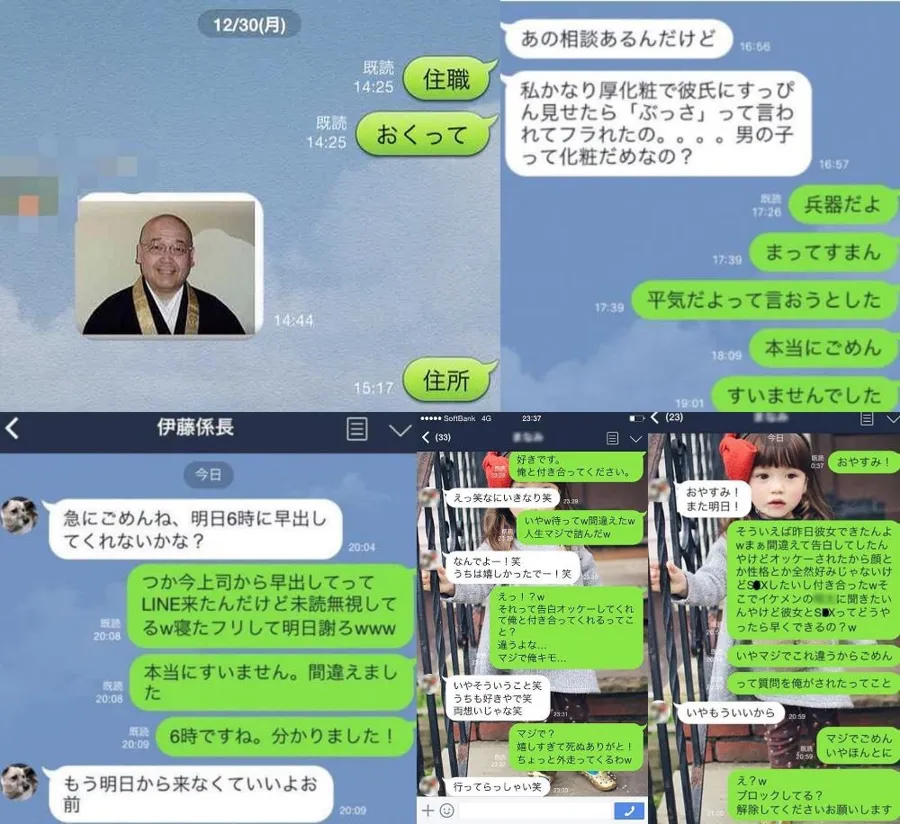 12/30(月)
既読
14:25
住職
既読
14:25
おくって
14:44
15:17
住所
あの相談あるんだけど
16:56
私かなり厚化粧で彼氏にすっぴ
ん見せたら「ぶっさ」って言わ
れてフラれたの。。。。男の子
って化粧だめなの？
16:57
既読
17:26
兵器だよ
17:39
まってすまん
17:39
平気だよって言おうとした
18:09
本当にごめん
19:01
すいませんでした
伊藤係長
今日
急にごめんね、明日6時に早出し
てくれないかな？
20:04
つか今上司から早出してって
LINE来たんだけど未読無視して
るw寝たフリして明日謝ろwww
既読
20:08
本当にすいません。間違えまし
た
既読
20:08
6時ですね。分かりました！
既読
20:09
もう明日から来なくていいよお
前
20:09
SoftBank 4G
23:37
(33)
好きです。
俺と付き合ってください。
えっ笑なにいきなり笑
23:29
いやw待ってw間違えたw
人生マジで詰んだw
なんでよー！笑
うちは嬉しかったでー！笑
えっ！？w
それって告白オッケーしてくれ
て俺と付き合ってくれるってこ
と？
違うよな…
マジで俺キモ…
いやそういうこと笑
うちも好きやで笑
両想いじゃな笑
23:31
マジで？
嬉しすぎて死ぬありがと！
ちょっと外走ってくるわw
行ってらっしゃい笑
23:33
(23)
今日
既読
0:37
おやすみ！
おやすみ！
また明日！
そういえば昨日彼女できたんよ
wまぁ間違えて告白してしたん
やけどオッケーされたから顔と
か性格とか全然好みじゃないけ
どS●Xしたいし付き合ったwそ
こでイケメンの
に聞きたい
んやけど彼女とS●Xってどうや
ったら早くできるの？w
いやマジでこれ違うからごめん
って質問を俺がされたってこと
いやもういいから
20:59
既読
20:59
マジでごめん
いやほんとに
え？w
ブロックしてる？
解除してくださいお願いします
21:00